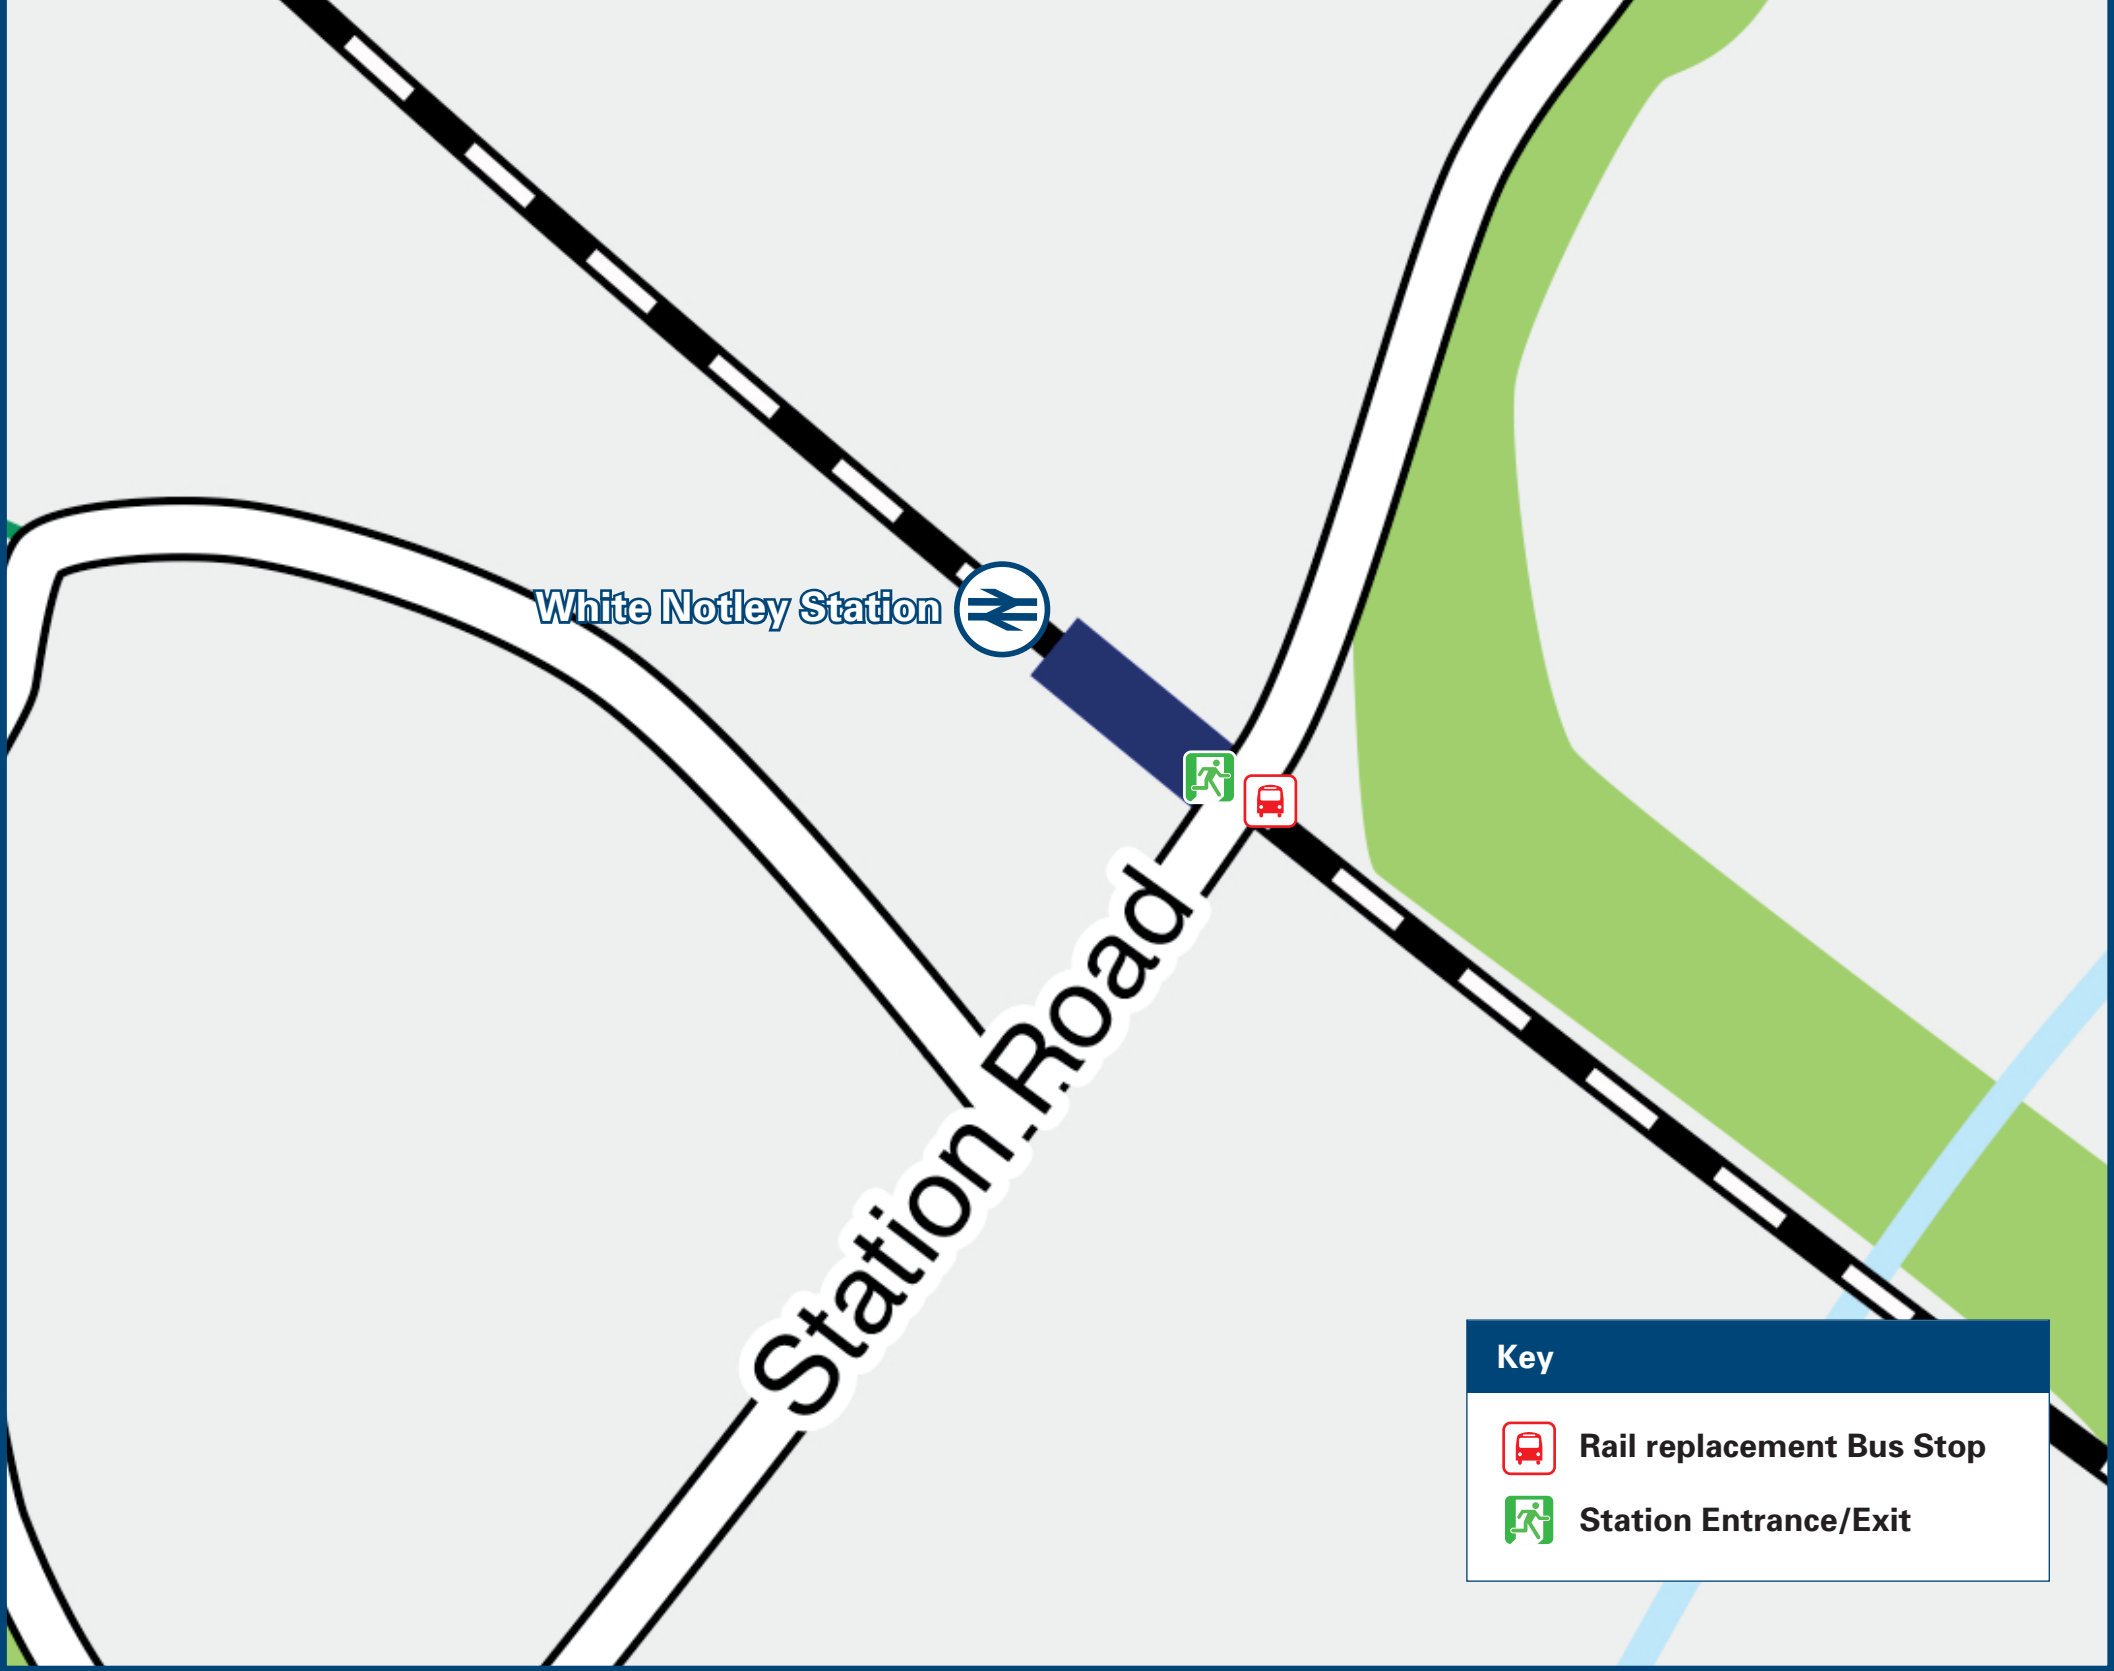 White Notley Station
Station Road
Key
Rail replacement Bus Stop
Station Entrance/Exit